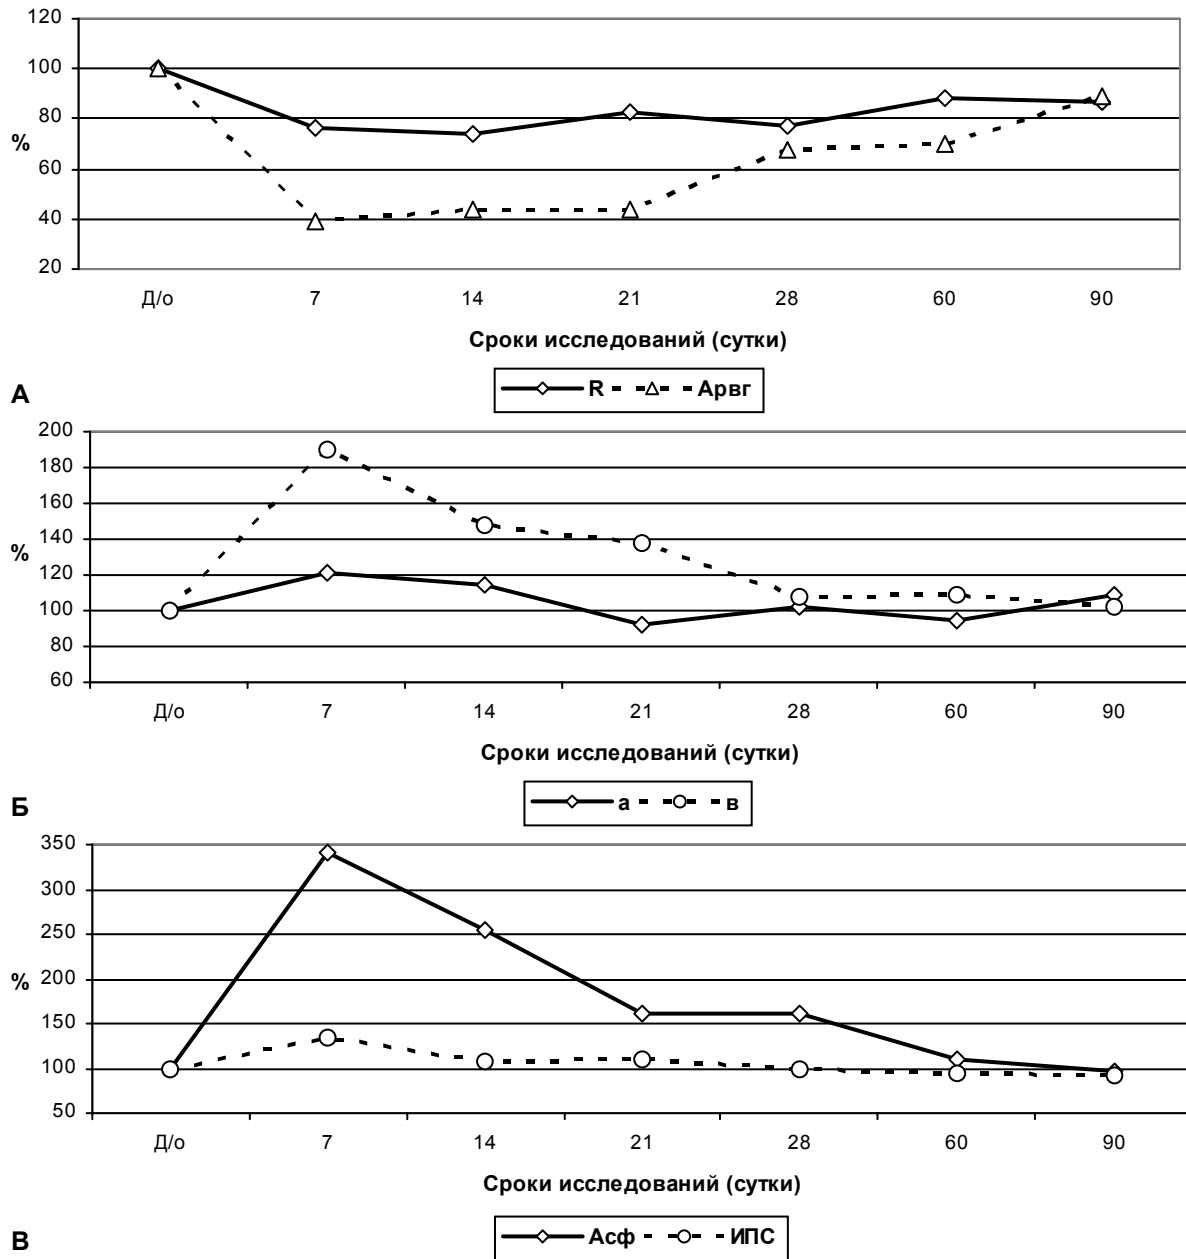 120
100
80
%
60
40
20
Д/о 7 14 21 28 60 90
Сроки исследований (сутки)
R Арвг
А
200
180
160
140
%
120
100
80
60
Д/о 7 14 21 28 60 90
Сроки исследований (сутки)
а в
Б
350
300
250
%
200
150
100
50
Д/о 7 14 21 28 60 90
Сроки исследований (сутки)
Асф ИПС
В